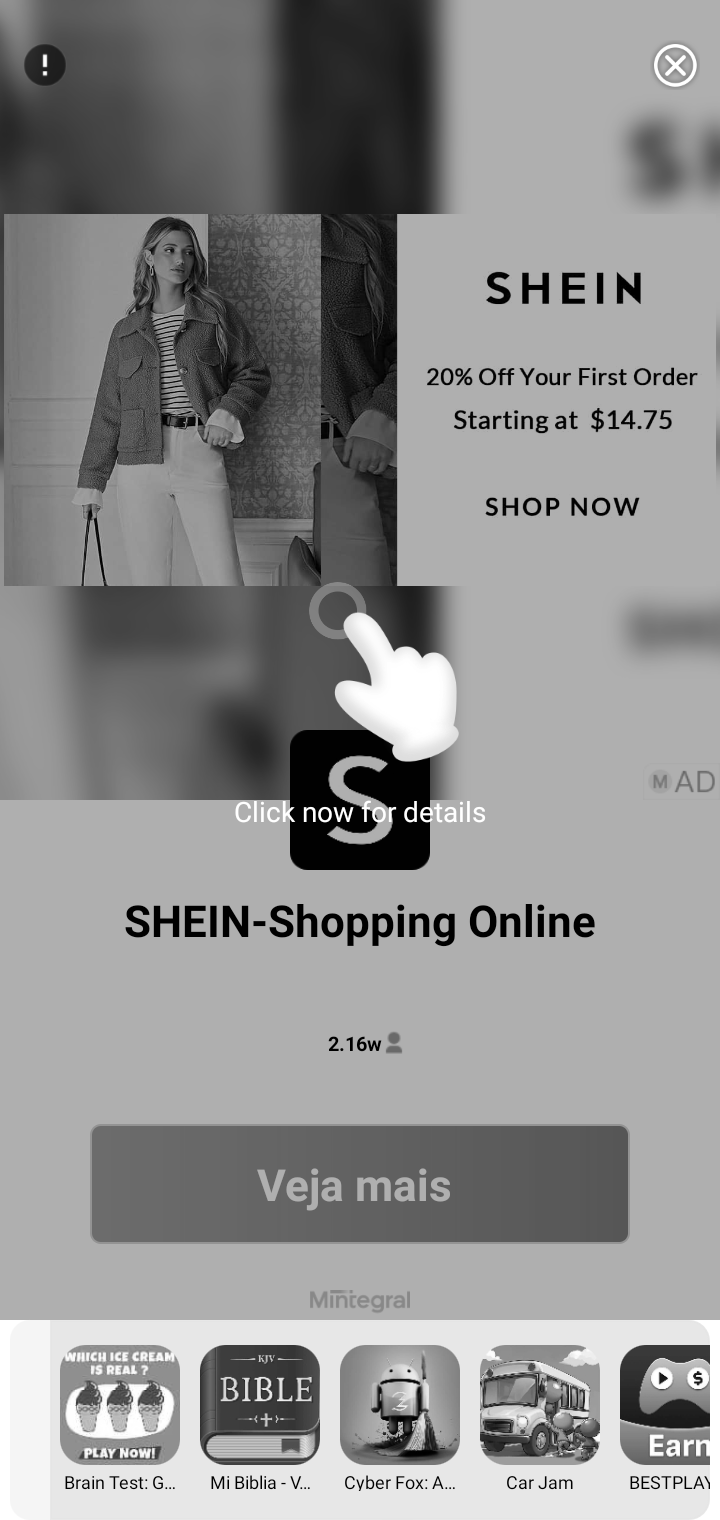 SHEIN
20% Off Your First Order
Starting at $14.75
SHOP NOW
M AD
S
Click now for details
SHEIN-Shopping Online
2.16w
Veja mais
Mintegral
WHICH ICE CREAM
IS REAL ?
PLAY NOW!
KJV
BIBLE
Earn
Brain Test: G...
Mi Biblia - V...
Cyber Fox: A...
Car Jam
BESTPLAY